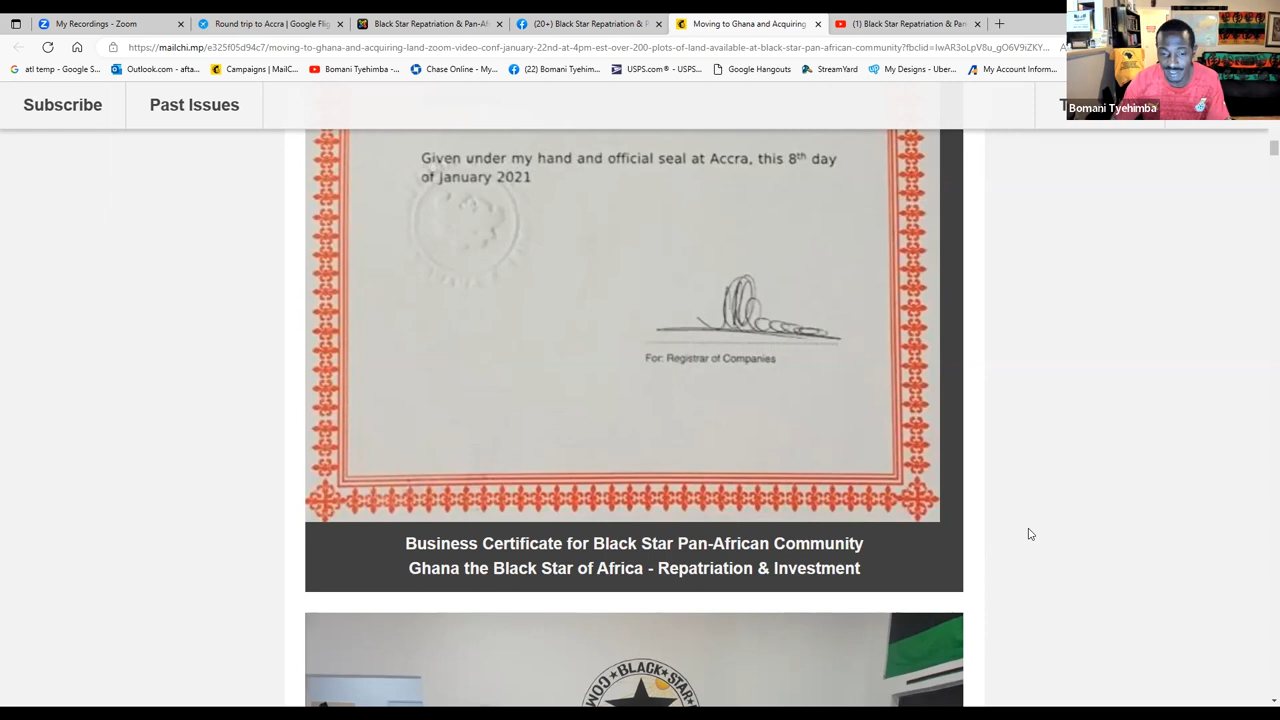 My Recordings - Zoom
Round trip to Accra | Google Flig
Black Star Repatriation & Pan-Af
(20+) Black Star Repatriation & P
Moving to Ghana and Acquiring
(1) Black Star Repatriation & Pan
https://mailchi.mp/e325f05d94c7/moving-to-ghana-and-acquiring-land-zoom-video-conf-january-22nd-at-4pm-est-over-200-plots-of-land-available-at-black-star-pan-african-community?fbclid=IwAR3oLpV8u_gO6V9iZKY...
atl temp - Google S...
Outlook.com - afta...
Campaigns | MailC...
Bomani Tyehimba -...
Chase Online - My...
(22) Bomani Tyehim...
USPS.com® - USPS...
Google Hangouts
StreamYard
My Designs - Uber...
My Account Inform...
Bomani Tyehimba
Subscribe
Past Issues
Given under my hand and official seal at Accra, this 8th day
of January 2021
For: Registrar of Companies
Business Certificate for Black Star Pan-African Community
Ghana the Black Star of Africa - Repatriation & Investment
BLACK★STAR